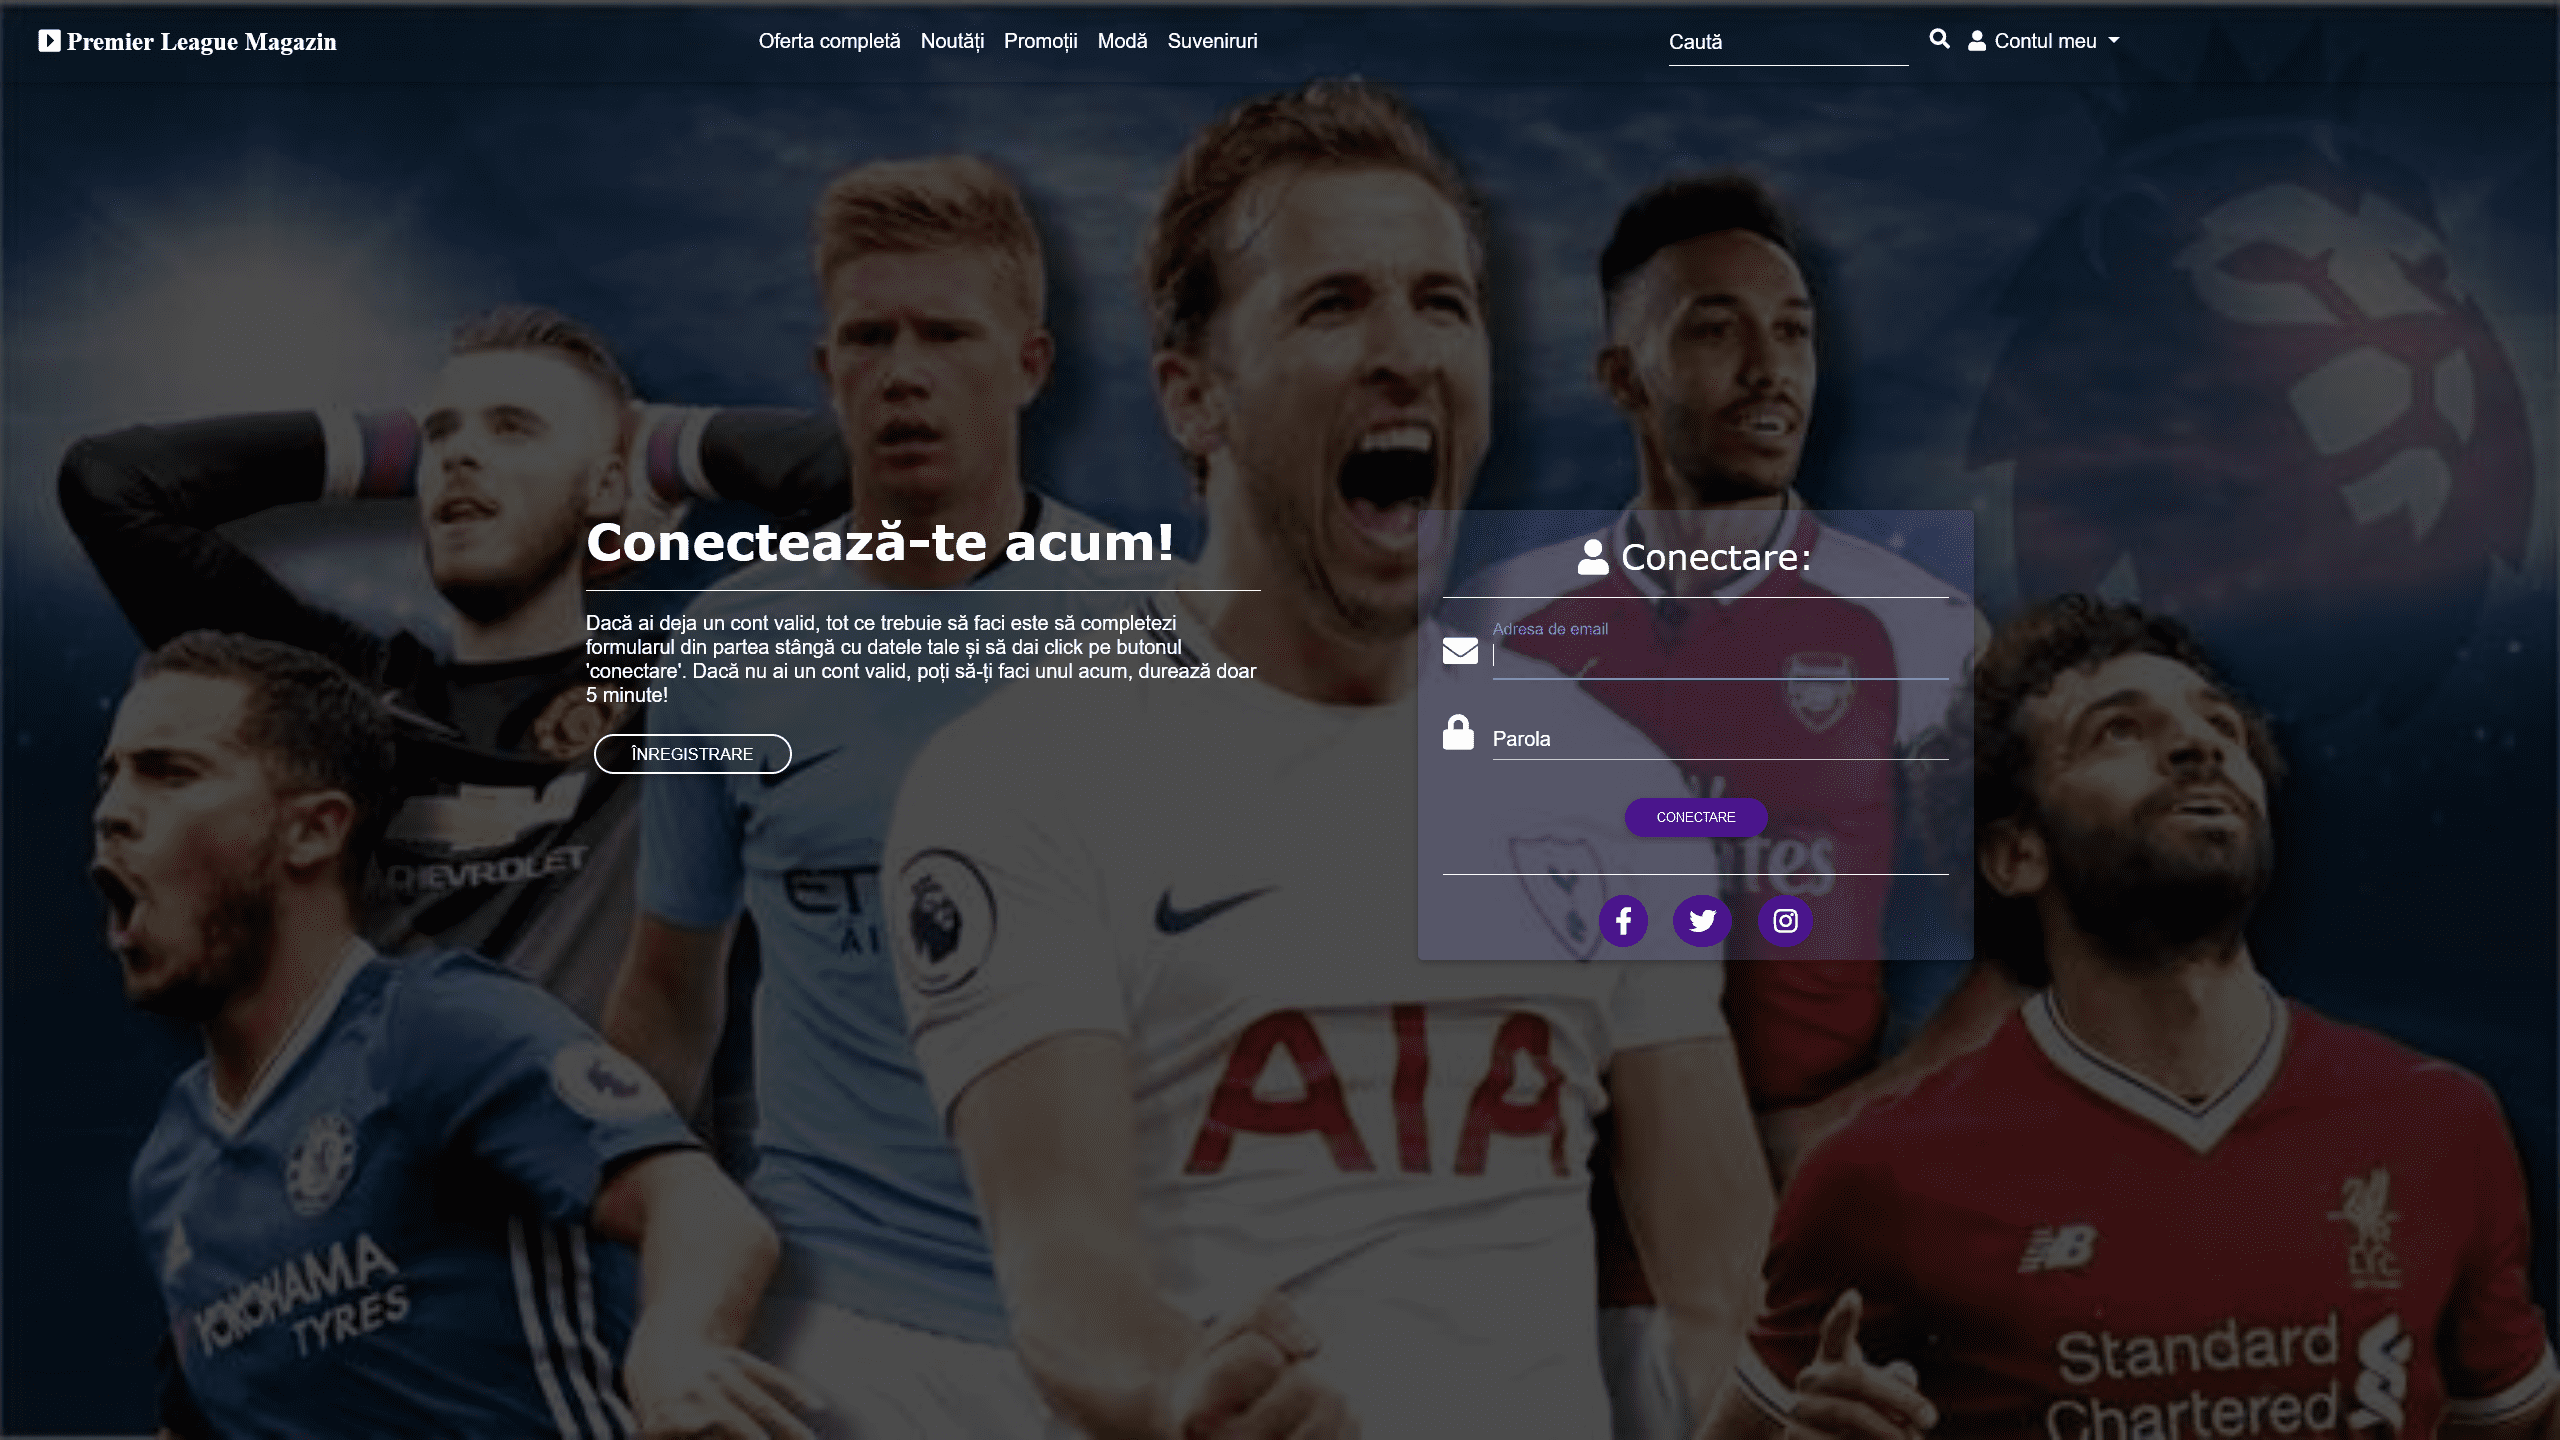 Premier League Magazin
Oferta completă Noutăți Promoții Modă Suveniruri
Caută
Contul meu
Conectează-te acum!
Dacă ai deja un cont valid, tot ce trebuie să faci este să completezi
formularul din partea stângă cu datele tale și să dai click pe butonul
'conectare'. Dacă nu ai un cont valid, poți să-ți faci unul acum, durează doar
5 minute!
ÎNREGISTRARE
Conectare:
Adresa de email
Parola
CONECTARE
CHEVROLET
AIA
YOKOHAMA
TYRES
NB
LFC
Standard
Chartered